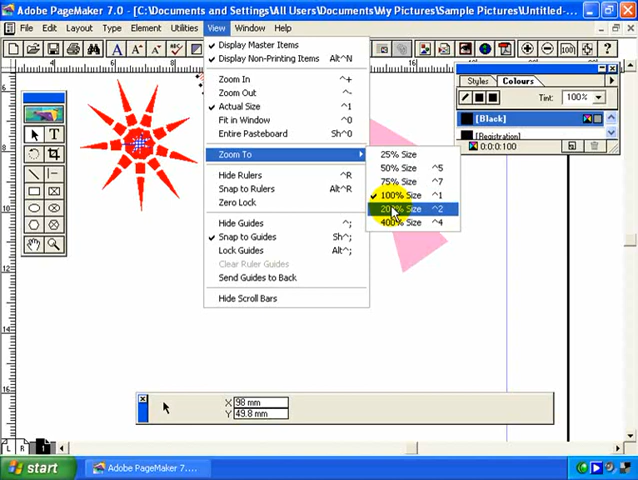 Adobe PageMaker 7.0 - [C:\Documents and Settings\All Users\Documents\My Pictures\Sample Pictures\Untitled-
File Edit Layout Type Element Utilities View Window Help
Display Master Items
Display Non-Printing Items Alt^N
Zoom In ^+
Zoom Out ^-
Actual Size ^1
Fit in Window ^0
Entire Pasteboard Sh^0
Zoom To
Hide Rulers ^R
Snap to Rulers Alt^R
Zero Lock
Hide Guides ^;
Snap to Guides Sh^;
Lock Guides Alt^;
Clear Ruler Guides
Send Guides to Back
Hide Scroll Bars
25% Size
50% Size ^5
75% Size ^7
100% Size ^1
200% Size ^2
400% Size ^4
Styles Colours
Tint: 100%
[Black]
[Registration]
C:0:0:0:100
X 98 mm
Y 49.8 mm
L R 1
start
Adobe PageMaker 7....